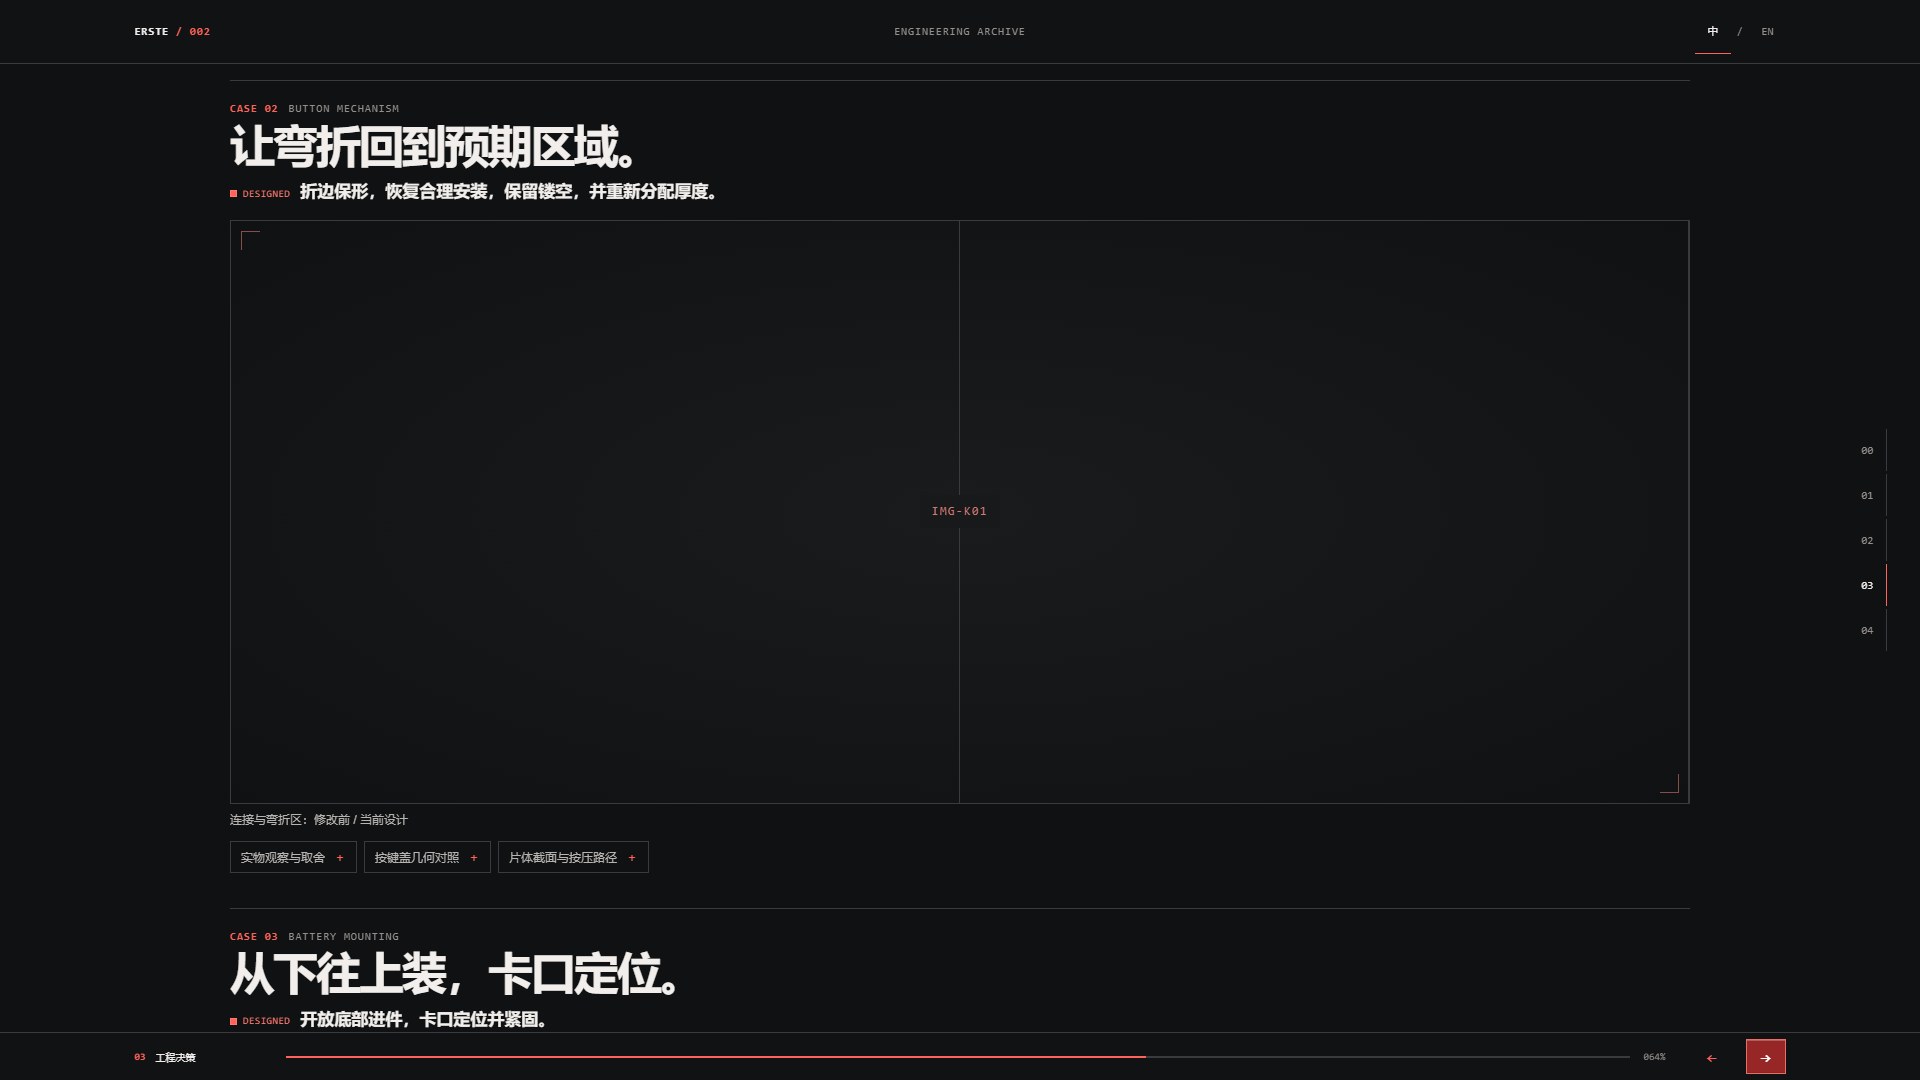 ERSTE / 002
ENGINEERING ARCHIVE
中 / EN
CASE 02 BUTTON MECHANISM
让弯折回到预期区域。
DESIGNED 折边保形，恢复合理安装，保留镂空，并重新分配厚度。
IMG-K01
00
01
02
03
04
连接与弯折区：修改前 / 当前设计
实物观察与取舍 +
按键盖几何对照 +
片体截面与按压路径 +
CASE 03 BATTERY MOUNTING
从下往上装，卡口定位。
DESIGNED 开放底部进件，卡口定位并紧固。
03 工程决策
064%
← →